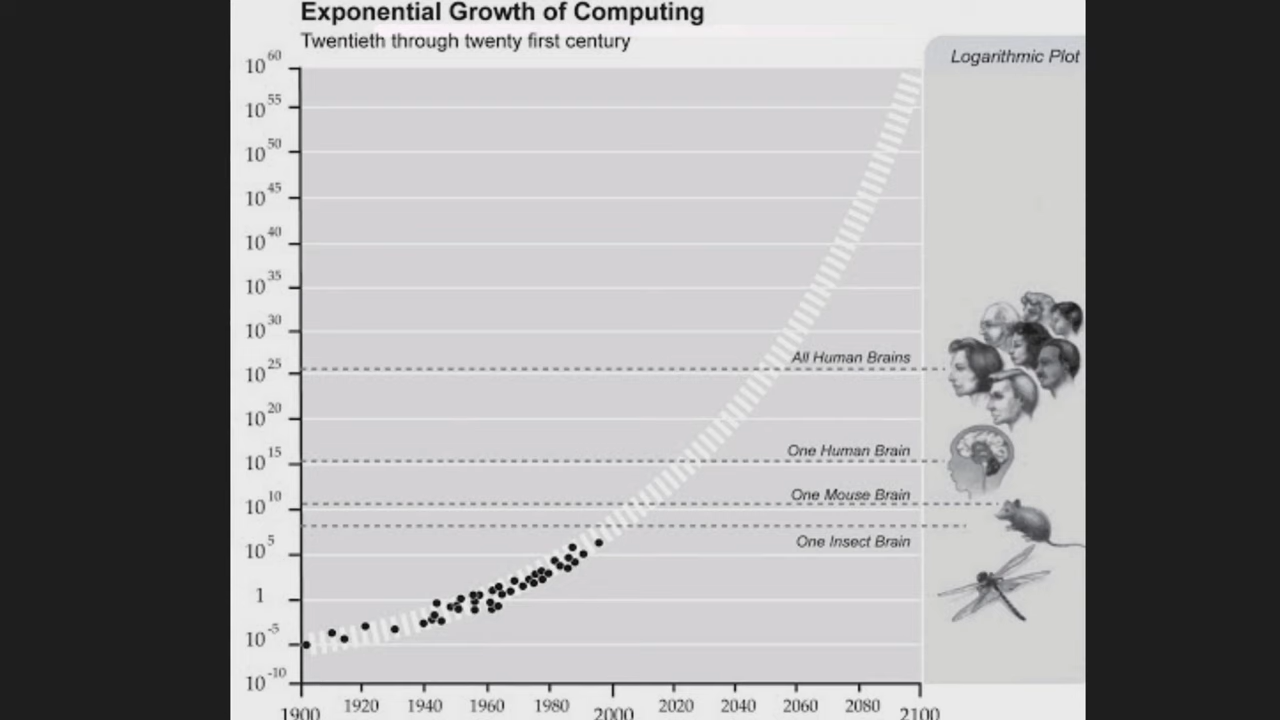 Exponential Growth of Computing
Twentieth through twenty first century
Logarithmic Plot
10^60
10^55
10^50
10^45
10^40
10^35
10^30
All Human Brains
10^25
10^20
One Human Brain
10^15
One Mouse Brain
10^10
One Insect Brain
10^5
1
10^-5
10^-10
1900 1920 1940 1960 1980 2000 2020 2040 2060 2080 2100